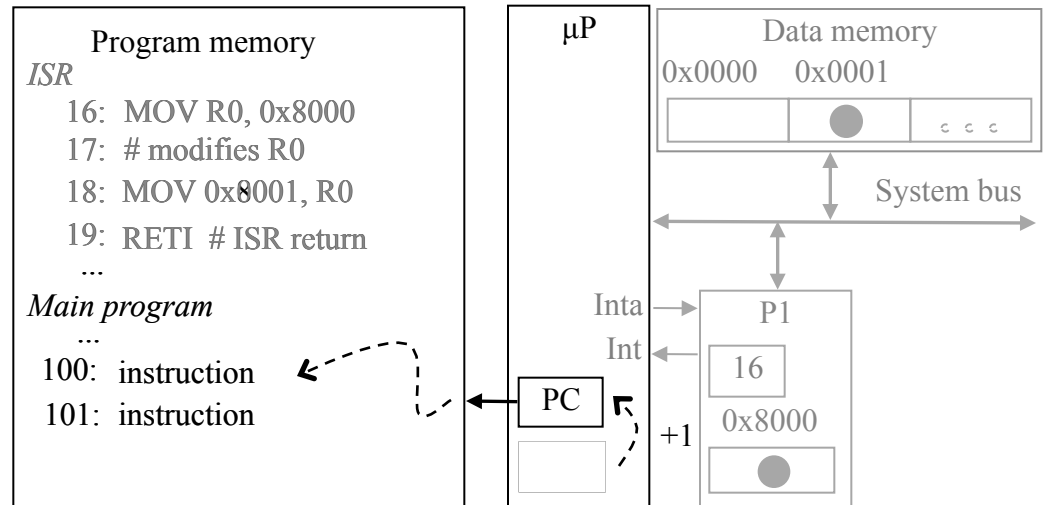 Program memory
ISR
16: MOV R0, 0x8000
17: # modifies R0
18: MOV 0x8001, R0
19: RETI # ISR return
...
Main program
...
100: instruction
101: instruction
μP
PC
+1
Data memory
0x0000 0x0001
System bus
Inta
Int
P1
16
0x8000